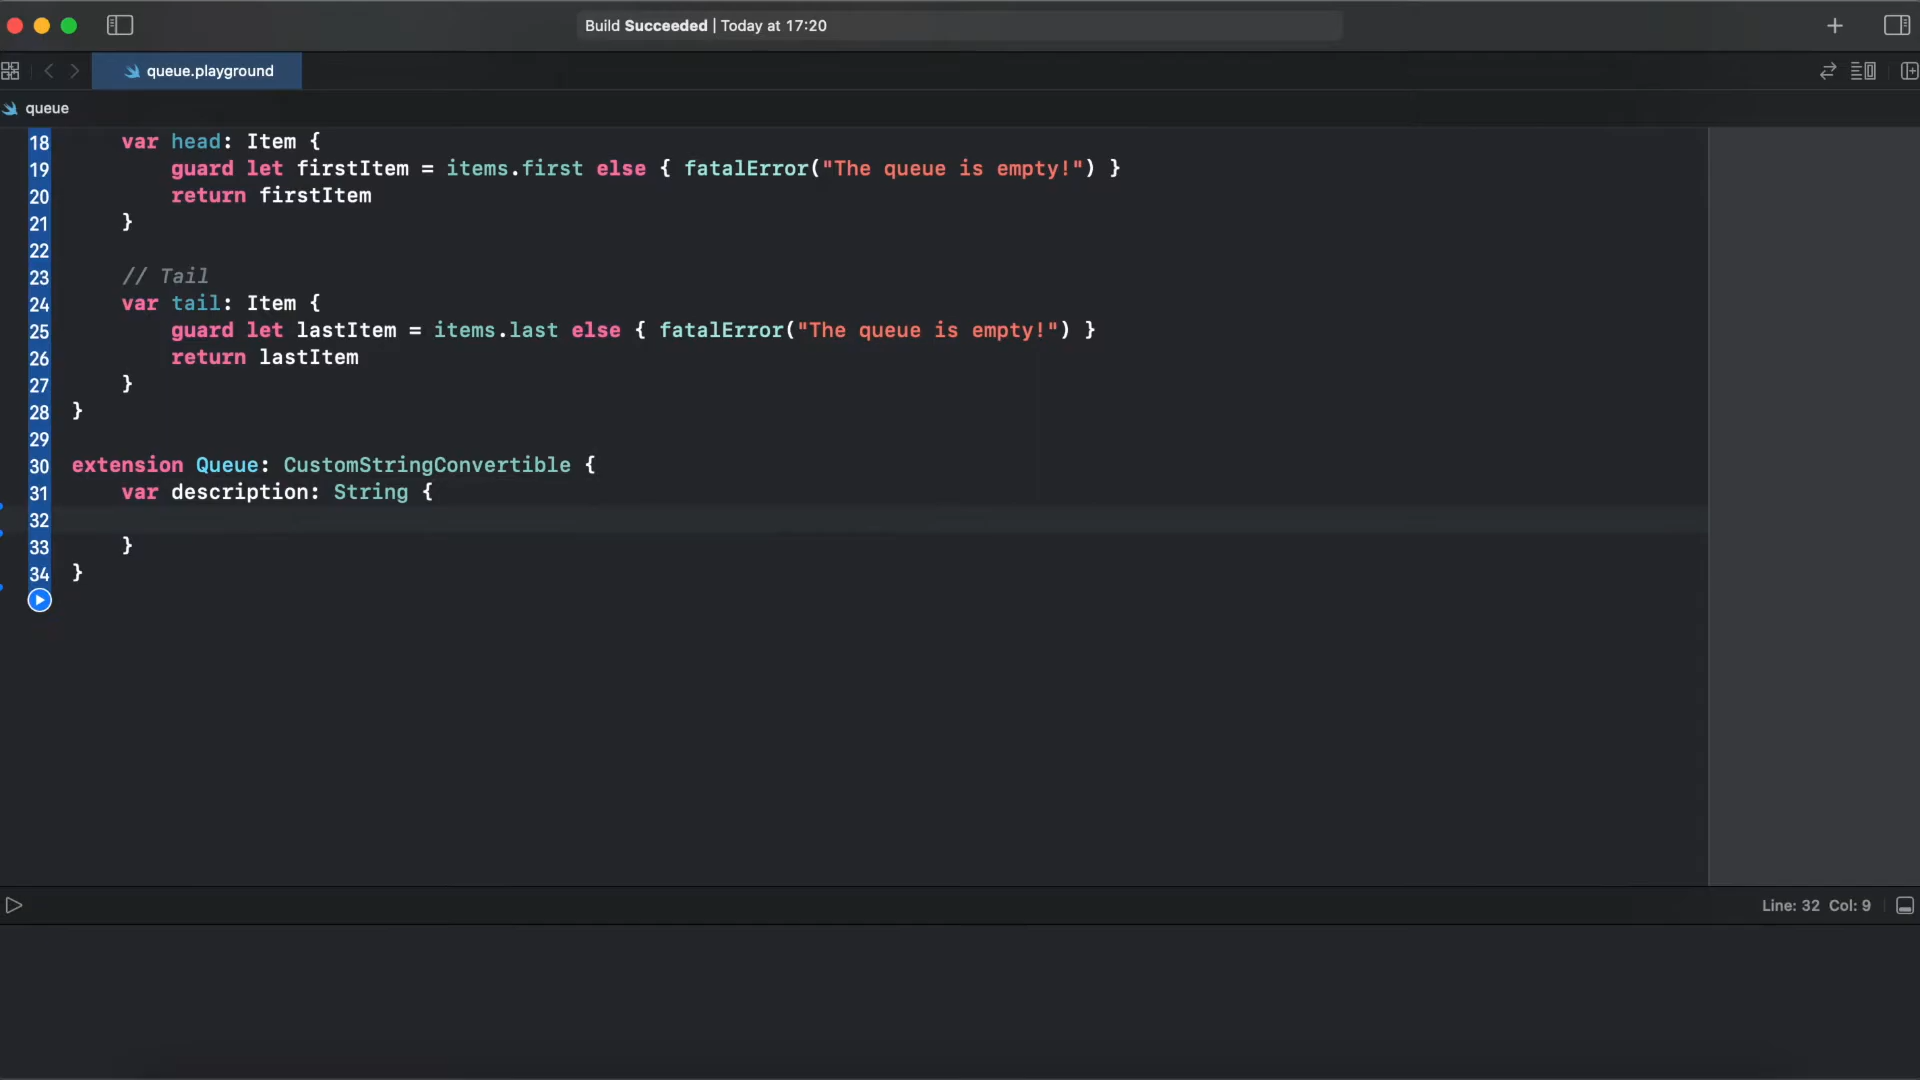 Build Succeeded | Today at 17:20
queue.playground
queue
18 var head: Item {
19 guard let firstItem = items.first else { fatalError("The queue is empty!") }
20 return firstItem
21 }
22
23 // Tail
24 var tail: Item {
25 guard let lastItem = items.last else { fatalError("The queue is empty!") }
26 return lastItem
27 }
28 }
29
30 extension Queue: CustomStringConvertible {
31 var description: String {
32
33 }
34 }
Line: 32 Col: 9